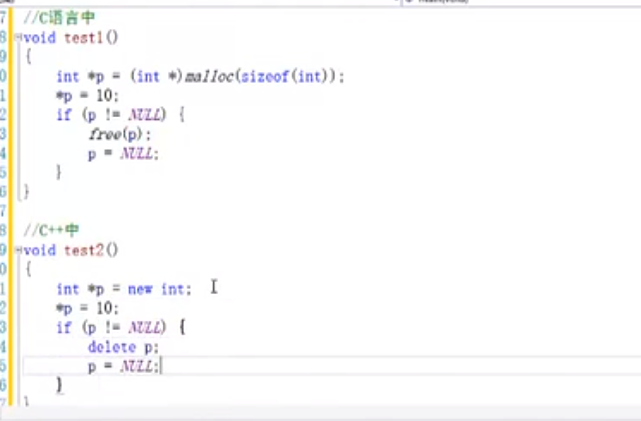 7 //C语言中
8 void test1()
9 {
0 int *p = (int *)malloc(sizeof(int));
1 *p = 10;
2 if (p != NULL) {
3 free(p);
4 p = NULL;
5 }
6 }
7
8 //C++中
9 void test2()
0 {
1 int *p = new int;
2 *p = 10;
3 if (p != NULL) {
4 delete p;
5 p = NULL;
6 }
7 }